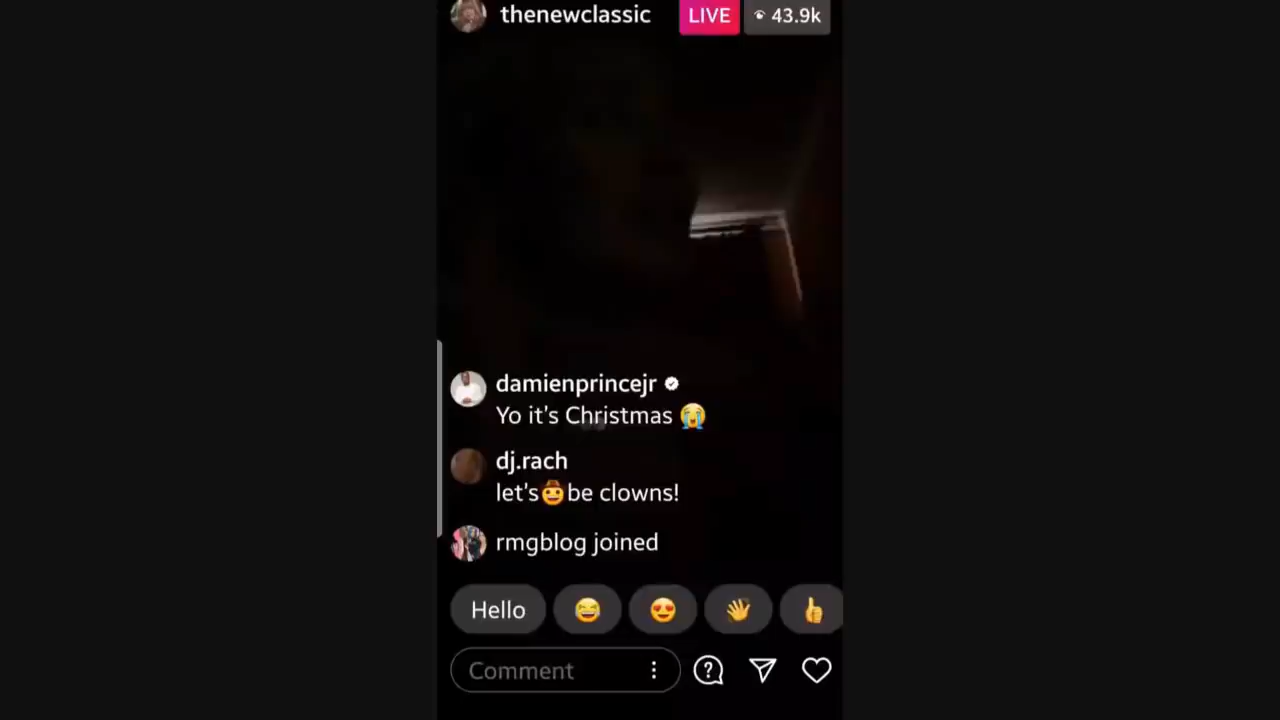 thenewclassic LIVE 43.9k
damienprincejr
Yo it's Christmas 😭
dj.rach
let's🤠be clowns!
rmgblog joined
Hello 😆 😍 👋 👍
Comment